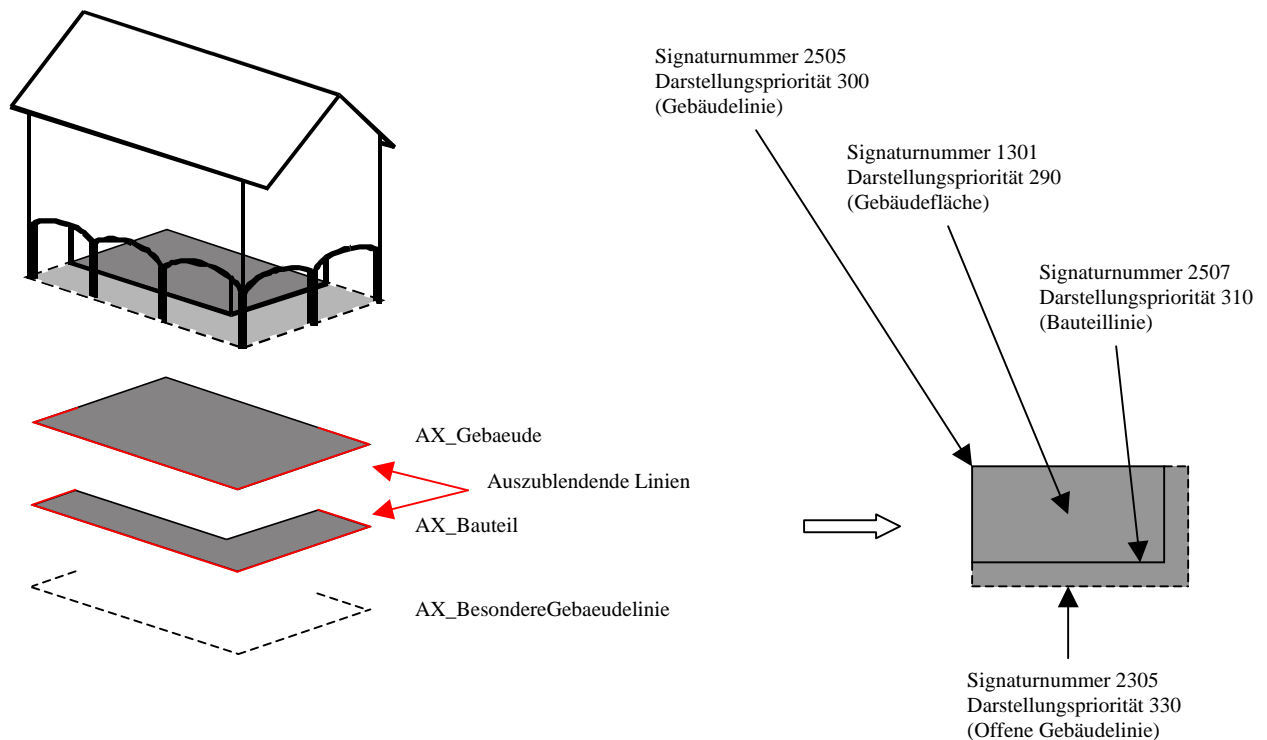 Signaturnummer 2505
Darstellungspriorität 300
(Gebäudelinie)
Signaturnummer 1301
Darstellungspriorität 290
(Gebäudefläche)
Signaturnummer 2507
Darstellungspriorität 310
(Bauteillinie)
AX_Gebaeude
Auszublendende Linien
AX_Bauteil
AX_BesondereGebaeudelinie
Signaturnummer 2305
Darstellungspriorität 330
(Offene Gebäudelinie)